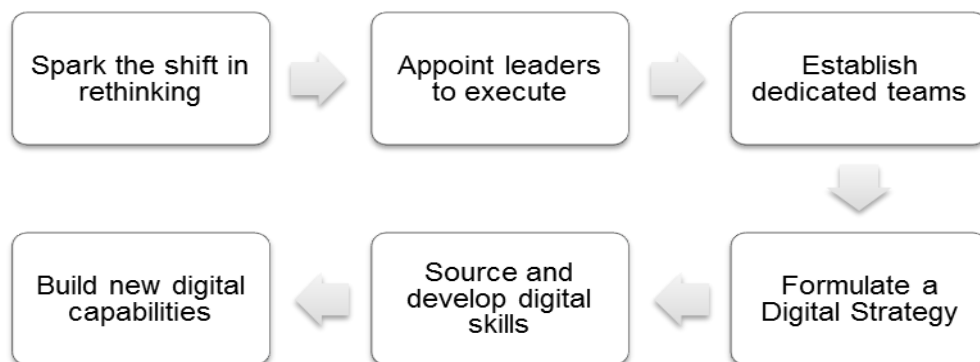 Spark the shift in
rethinking
Appoint leaders
to execute
Establish
dedicated teams
Formulate a
Digital Strategy
Source and
develop digital
skills
Build new digital
capabilities